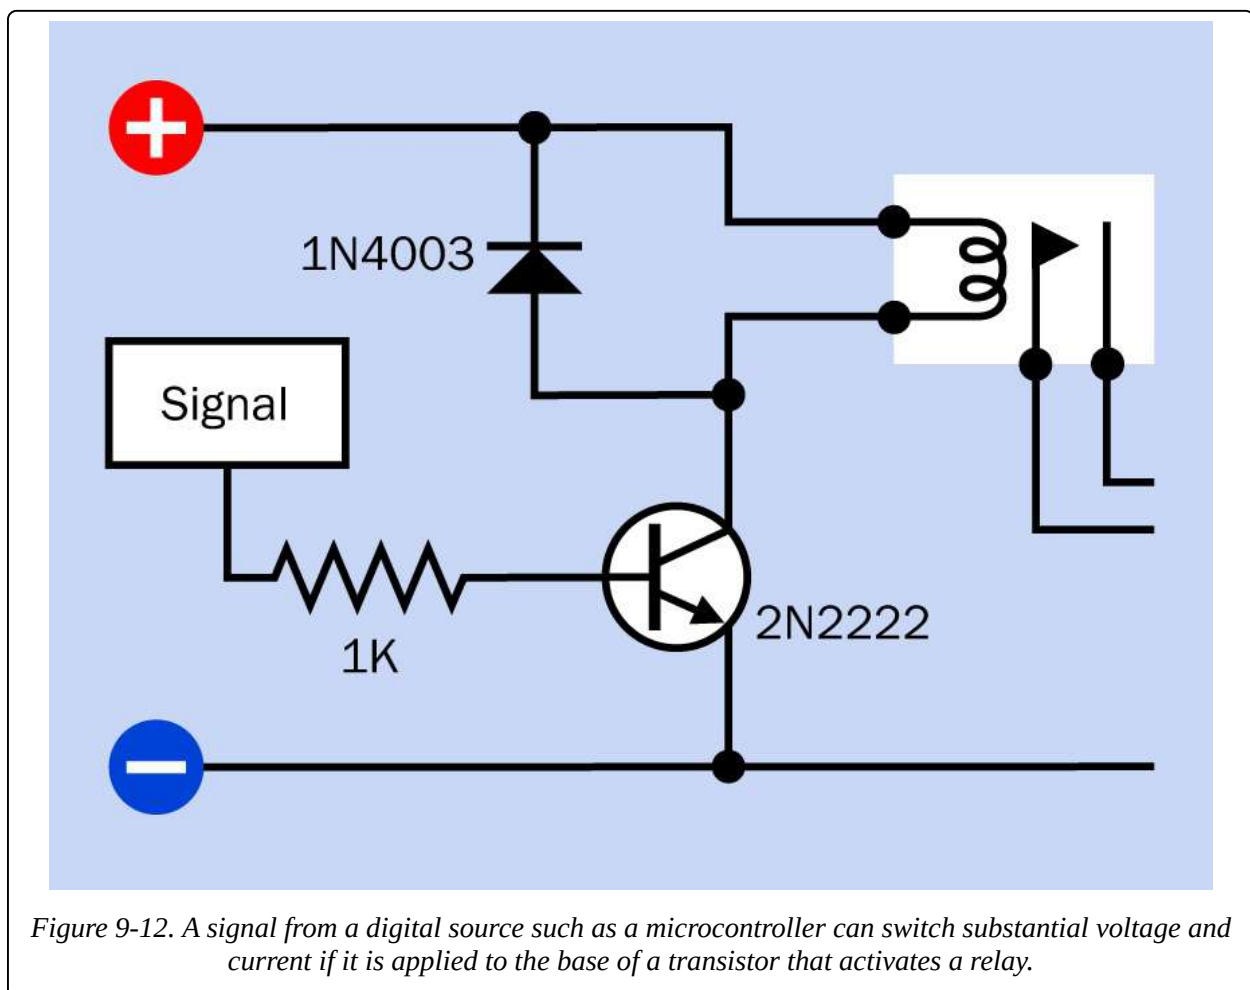 1N4003
Signal
2N2222
1K
Figure 9-12. A signal from a digital source such as a microcontroller can switch substantial voltage and
current if it is applied to the base of a transistor that activates a relay.